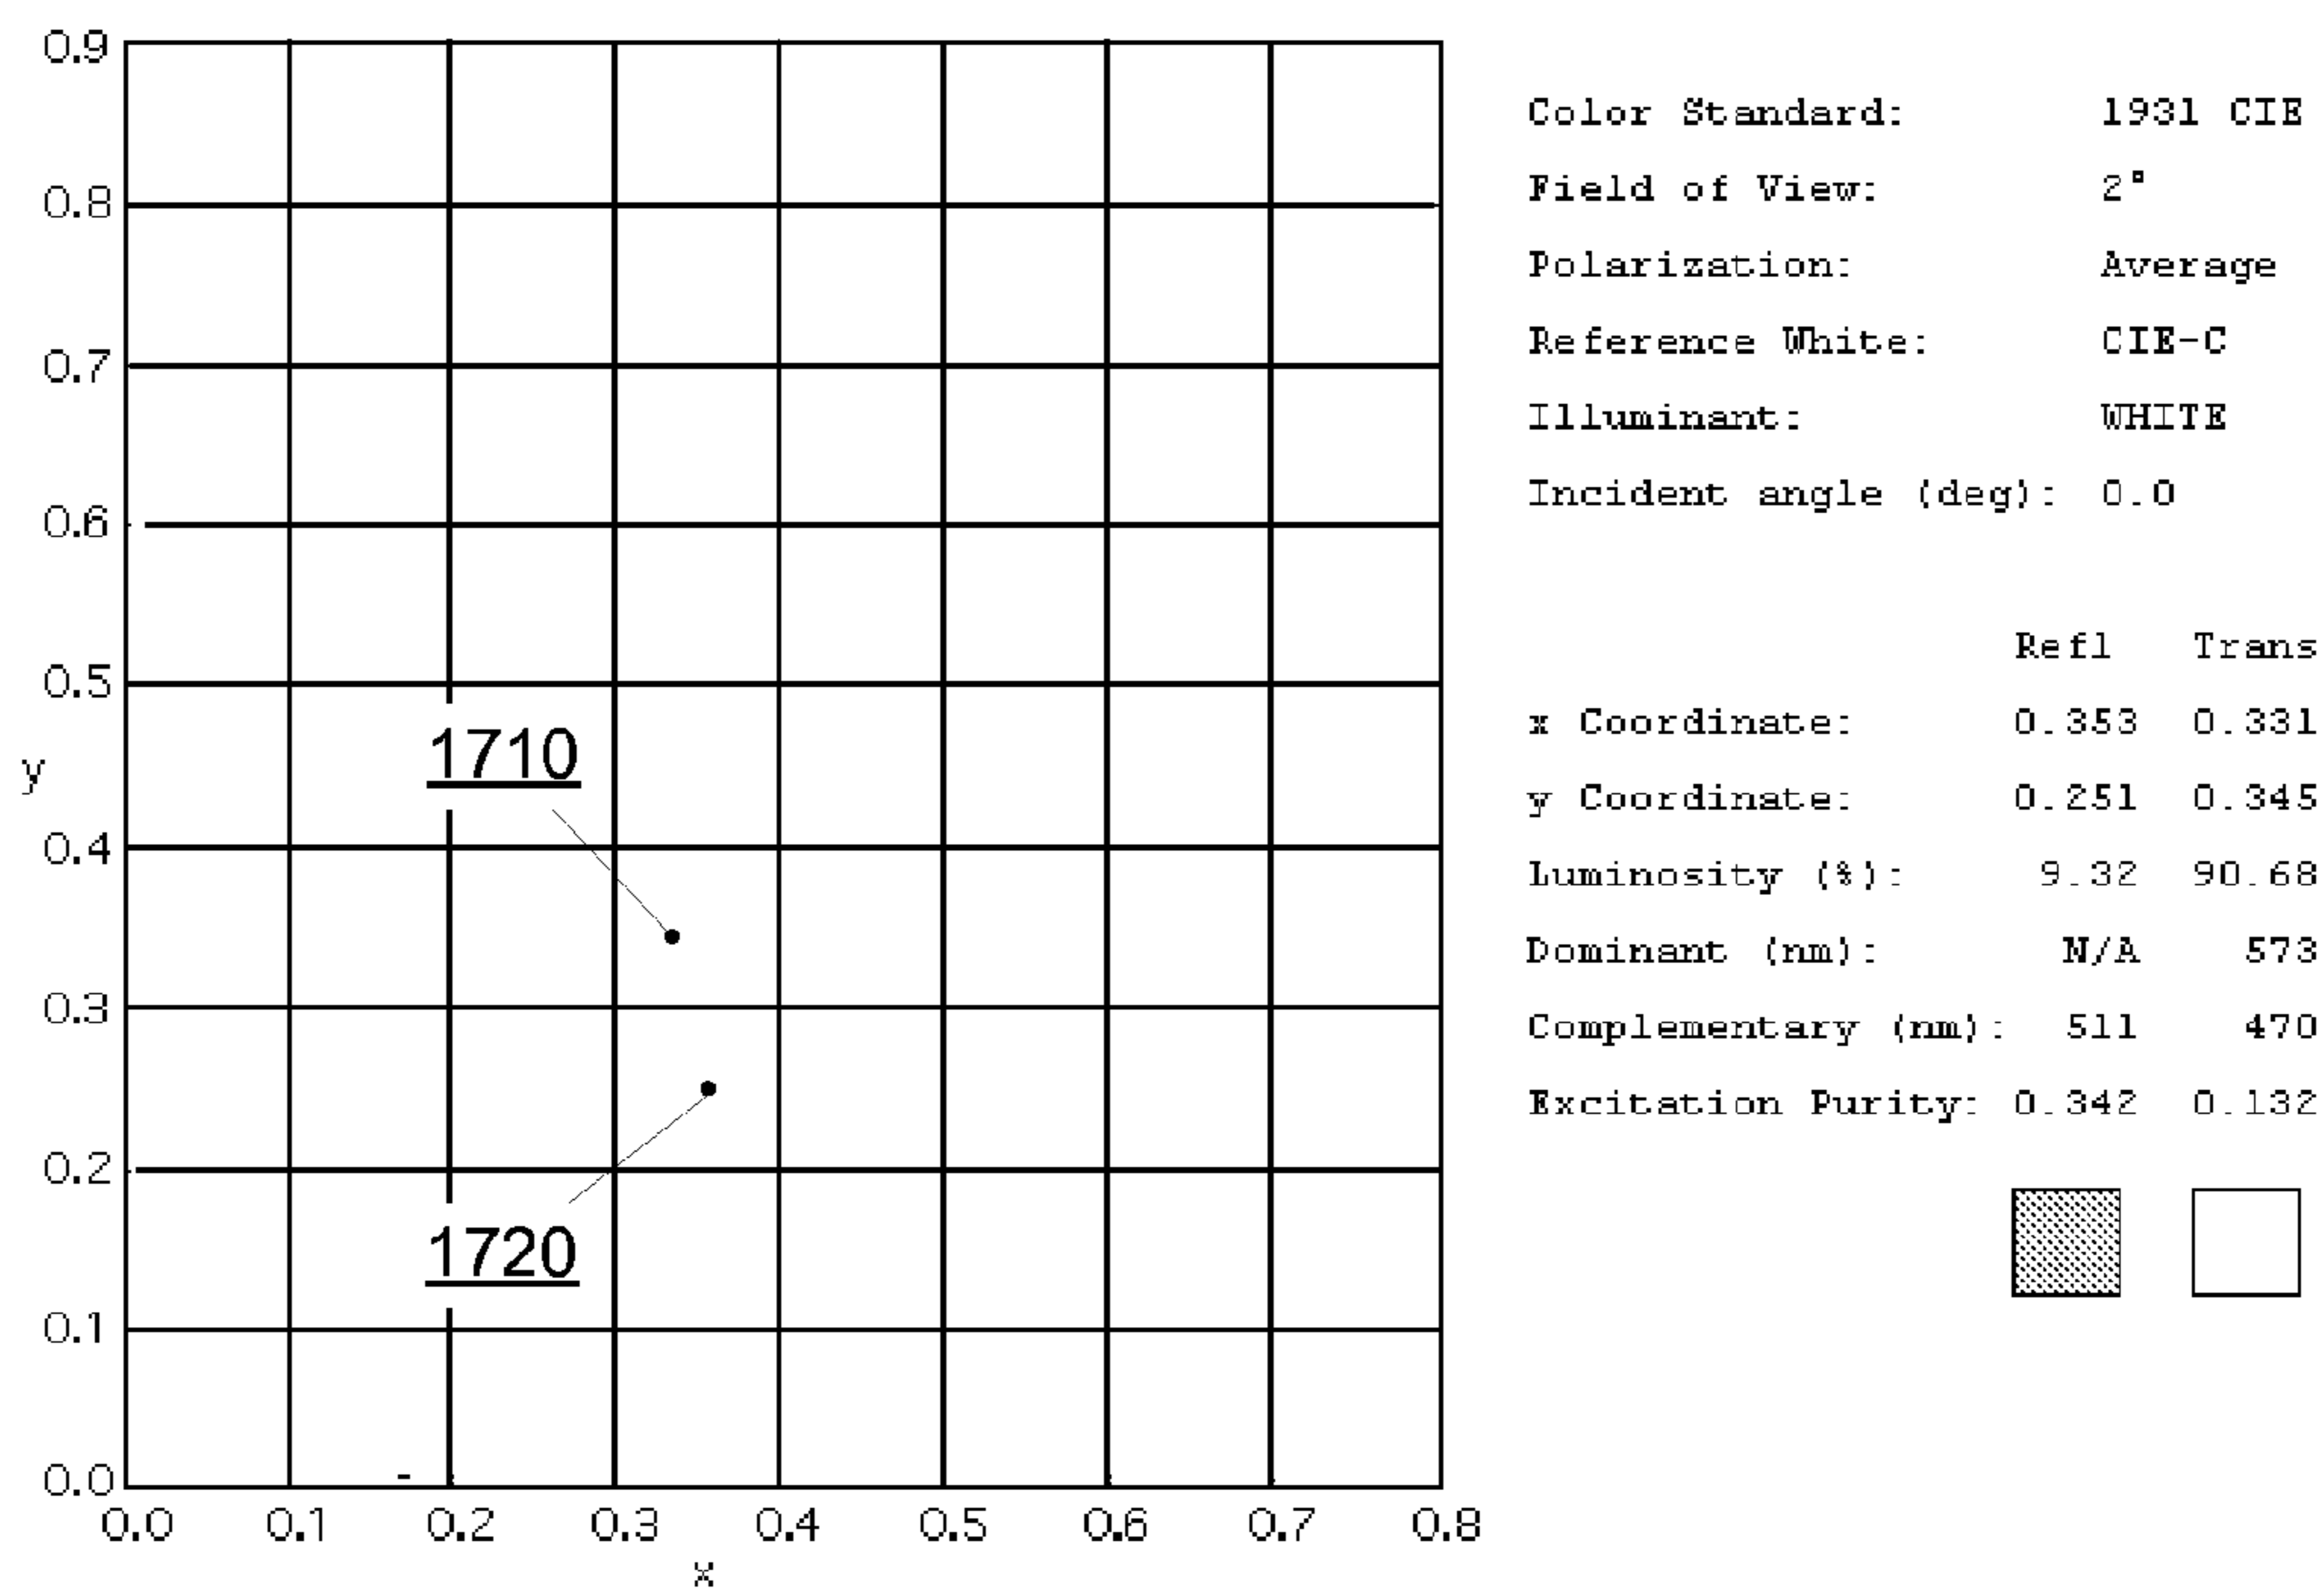 0.9
0.8
0.7
0.6
0.5
0.4
0.3
0.2
0.1
0.0
y
1710
1720
0.0 0.1 0.2 0.3 0.4 0.5 0.6 0.7 0.8
x
Color Standard: 1931 CIE
Field of View: 2°
Polarization: Average
Reference White: CIE-C
Illuminant: WHITE
Incident angle (deg): 0.0
Refl Trans
x Coordinate: 0.353 0.331
y Coordinate: 0.251 0.345
Luminosity (%): 9.32 90.68
Dominant (nm): N/A 573
Complementary (nm): 511 470
Excitation Purity: 0.342 0.132